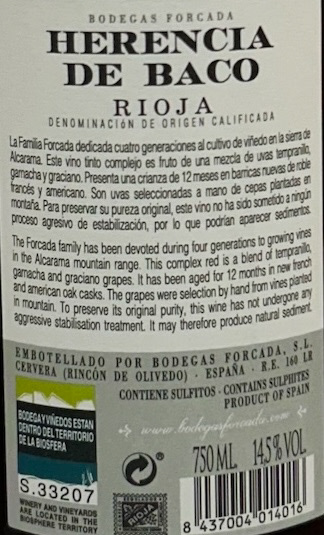 BODEGAS FORCADA
HERENCIA
DE BACO
RIOJA
DENOMINACIóN DE ORIGEN CALIFICADA
La Familia Forcada dedicada cuatro generaciones al cultivo de viñedo en la sierra de
Alcarama. Este vino tinto complejo es fruto de una mezcla de uvas tempranillo,
garnacha y graciano. Presenta una crianza de 12 meses en barricas nuevas de roble
francés y americano. Son uvas seleccionadas a mano de cepas plantadas en
montaña. Para preservar su pureza original, este vino no ha sido sometido a ningún
proceso agresivo de estabilización, por lo que podrían aparecer sedimentos.
The Forcada family has been devoted during four generations to growing vines
in the Alcarama mountain range. This complex red is a blend of tempranillo,
garnacha and graciano grapes. It has been aged for 12 months in new french
and american oak casks. The grapes were selection by hand from vines planted
in mountain. To preserve its original purity, this wine has not undergone any
aggressive stabilisation treatment. It may therefore produce natural sediment.
EMBOTELLADO POR BODEGAS FORCADA, S.L.
CERVERA (RINCÓN DE OLIVEDO) · ESPAÑA · R.E. 160 LR
CONTIENE SULFITOS · CONTAINS SULPHITES
PRODUCT OF SPAIN
www.bodegasforcada.com
BODEGA Y VIÑEDOS ESTAN
DENTRO DEL TERRITORIO
DE LA BIOSFERA
S.33207
WINERY AND VINEYARDS
ARE LOCATED IN THE
BIOSPHERE TERRITORY
RIOJA
750 ML. 14,5% VOL.
8 437004 014016